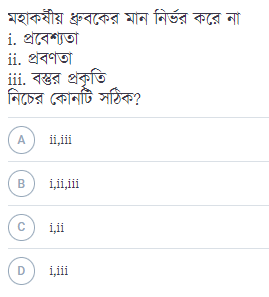 মহাকর্ষীয় ধ্রুবকের মান নির্ভর করে না
i. প্রবেশ্যতা
ii. প্রবণতা
iii. বস্তুর প্রকৃতি
নিচের কোনটি সঠিক?
A ii,iii
B i,ii,iii
C i,ii
D i,iii